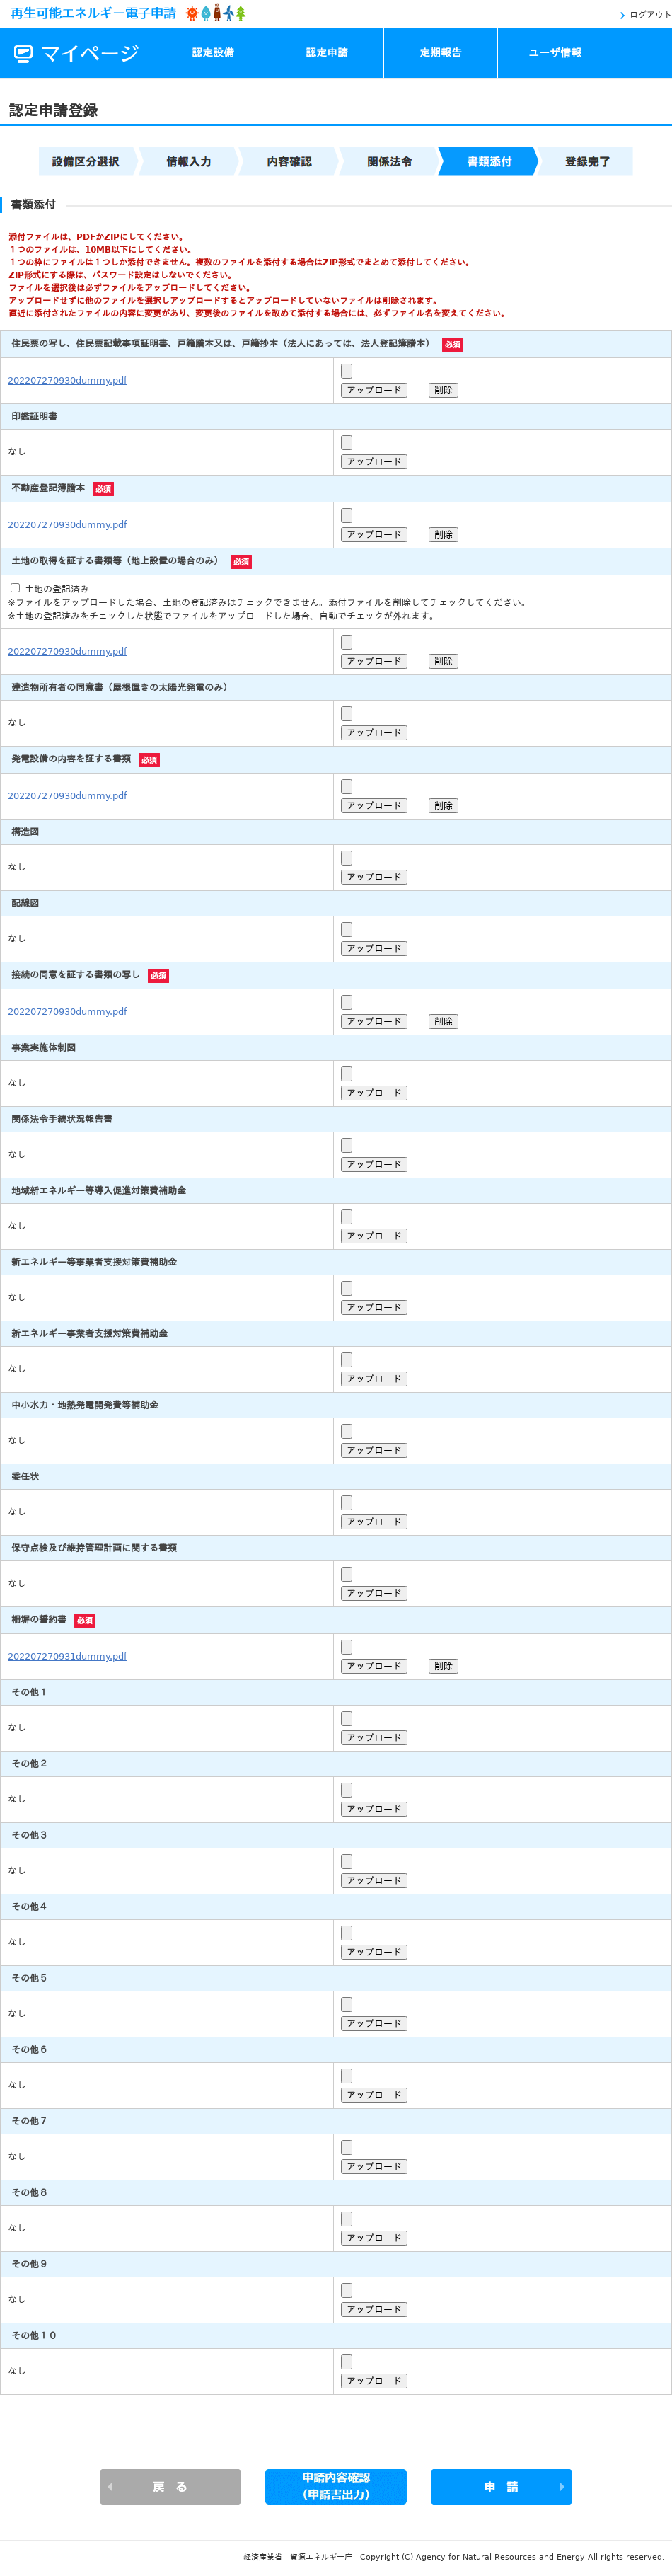 再生可能エネルギー電子申請
ログアウト
マイページ
認定設備
認定申請
定期報告
ユーザ情報
認定申請登録
設備区分選択
情報入力
内容確認
関係法令
書類添付
登録完了
書類添付
添付ファイルは、PDFかZIPにしてください。
１つのファイルは、10MB以下にしてください。
１つの枠にファイルは１つしか添付できません。複数のファイルを添付する場合はZIP形式でまとめて添付してください。
ZIP形式にする際は、パスワード設定はしないでください。
ファイルを選択後は必ずファイルをアップロードしてください。
アップロードせずに他のファイルを選択しアップロードするとアップロードしていないファイルは削除されます。
直近に添付されたファイルの内容に変更があり、変更後のファイルを改めて添付する場合には、必ずファイル名を変えてください。
住民票の写し、住民票記載事項証明書、戸籍謄本又は、戸籍抄本（法人にあっては、法人登記簿謄本） 必須
202207270930dummy.pdf
アップロード 削除
印鑑証明書
なし
アップロード
不動産登記簿謄本 必須
202207270930dummy.pdf
アップロード 削除
土地の取得を証する書類等（地上設置の場合のみ） 必須
土地の登記済み
※ファイルをアップロードした場合、土地の登記済みはチェックできません。添付ファイルを削除してチェックしてください。
※土地の登記済みをチェックした状態でファイルをアップロードした場合、自動でチェックが外れます。
202207270930dummy.pdf
アップロード 削除
建造物所有者の同意書（屋根置きの太陽光発電のみ）
なし
アップロード
発電設備の内容を証する書類 必須
202207270930dummy.pdf
アップロード 削除
構造図
なし
アップロード
配線図
なし
アップロード
接続の同意を証する書類の写し 必須
202207270930dummy.pdf
アップロード 削除
事業実施体制図
なし
アップロード
関係法令手続状況報告書
なし
アップロード
地域新エネルギー等導入促進対策費補助金
なし
アップロード
新エネルギー等事業者支援対策費補助金
なし
アップロード
新エネルギー事業者支援対策費補助金
なし
アップロード
中小水力・地熱発電開発費等補助金
なし
アップロード
委任状
なし
アップロード
保守点検及び維持管理計画に関する書類
なし
アップロード
柵塀の誓約書 必須
202207270931dummy.pdf
アップロード 削除
その他１
なし
アップロード
その他２
なし
アップロード
その他３
なし
アップロード
その他４
なし
アップロード
その他５
なし
アップロード
その他６
なし
アップロード
その他７
なし
アップロード
その他８
なし
アップロード
その他９
なし
アップロード
その他１０
なし
アップロード
戻 る
申請内容確認
（申請書出力）
申 請
経済産業省　資源エネルギー庁　Copyright (C) Agency for Natural Resources and Energy All rights reserved.